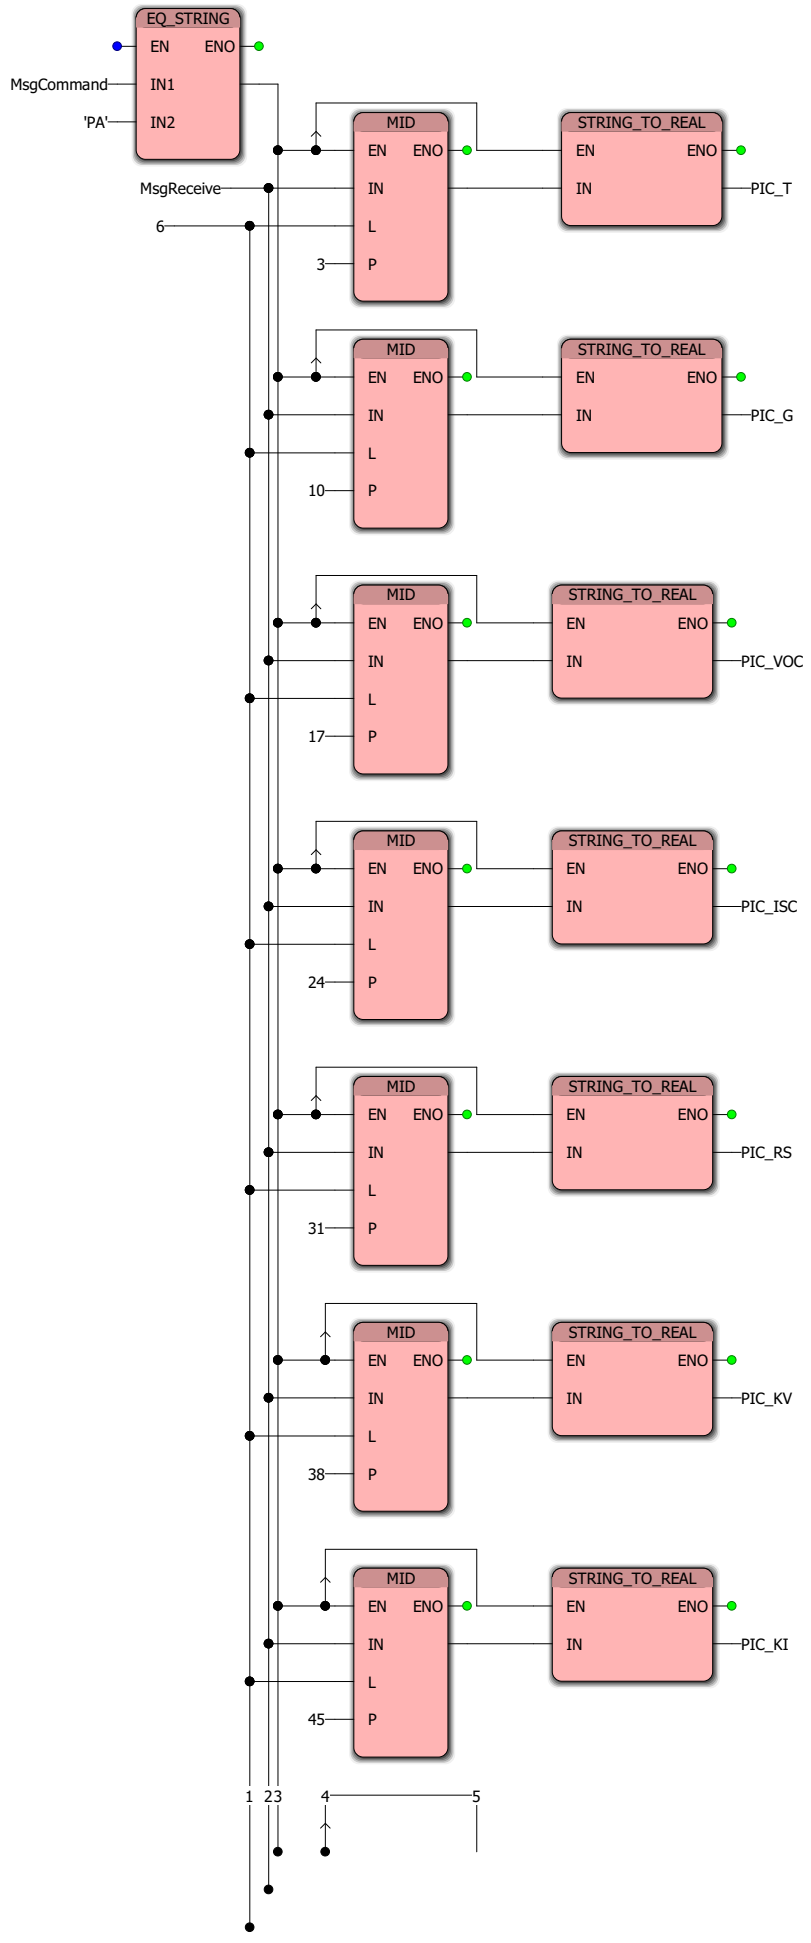 EQ_STRING
EN ENO
MsgCommand IN1
'PA' IN2
MID STRING_TO_REAL
EN ENO EN ENO
MsgReceive IN IN PIC_T
6 L
3 P
MID STRING_TO_REAL
EN ENO EN ENO
IN IN PIC_G
L
10 P
MID STRING_TO_REAL
EN ENO EN ENO
IN IN PIC_VOC
L
17 P
MID STRING_TO_REAL
EN ENO EN ENO
IN IN PIC_ISC
L
24 P
MID STRING_TO_REAL
EN ENO EN ENO
IN IN PIC_RS
L
31 P
MID STRING_TO_REAL
EN ENO EN ENO
IN IN PIC_KV
L
38 P
MID STRING_TO_REAL
EN ENO EN ENO
IN IN PIC_KI
L
45 P
1 23 4 5